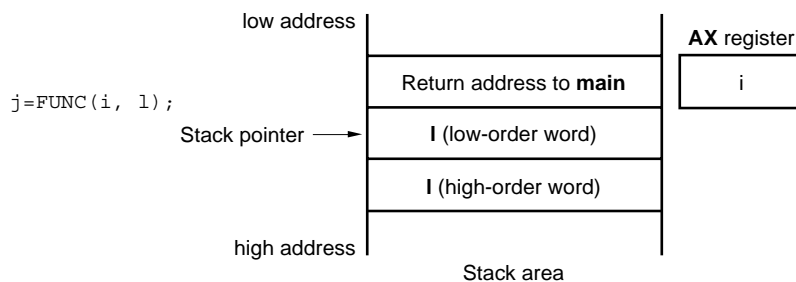 low address
AX register
Return address to main
i
j=FUNC(i, l);
Stack pointer
l (low-order word)
l (high-order word)
high address
Stack area